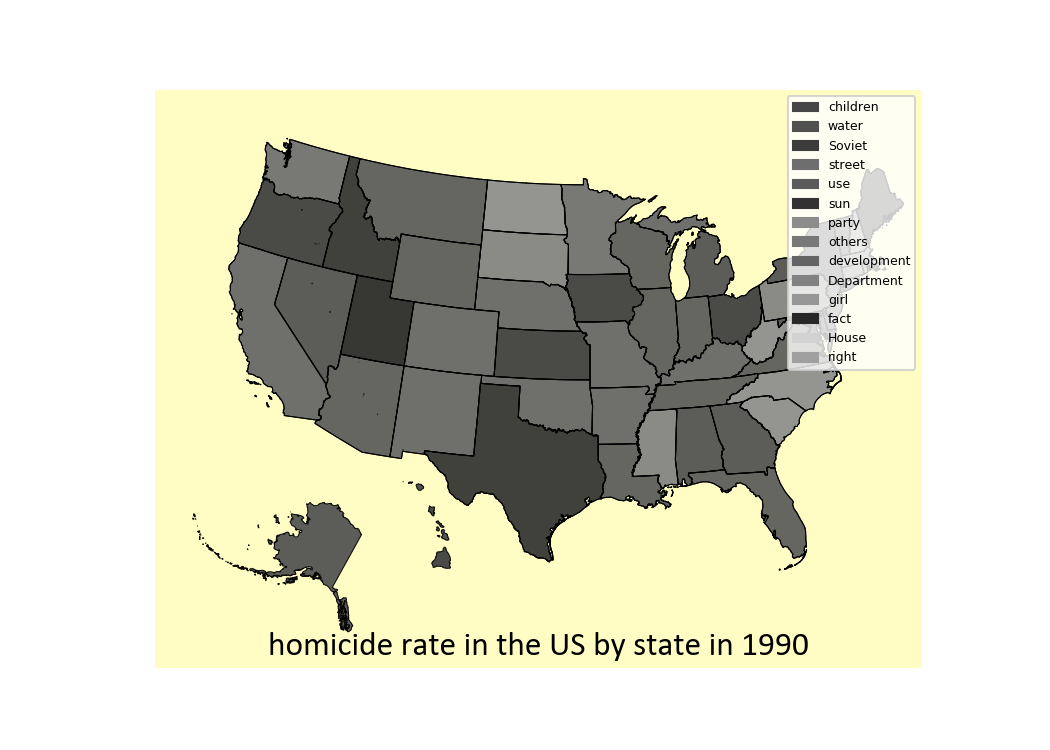 children
water
Soviet
street
use
sun
party
others
development
Department
girl
fact
House
right
homicide rate in the US by state in 1990